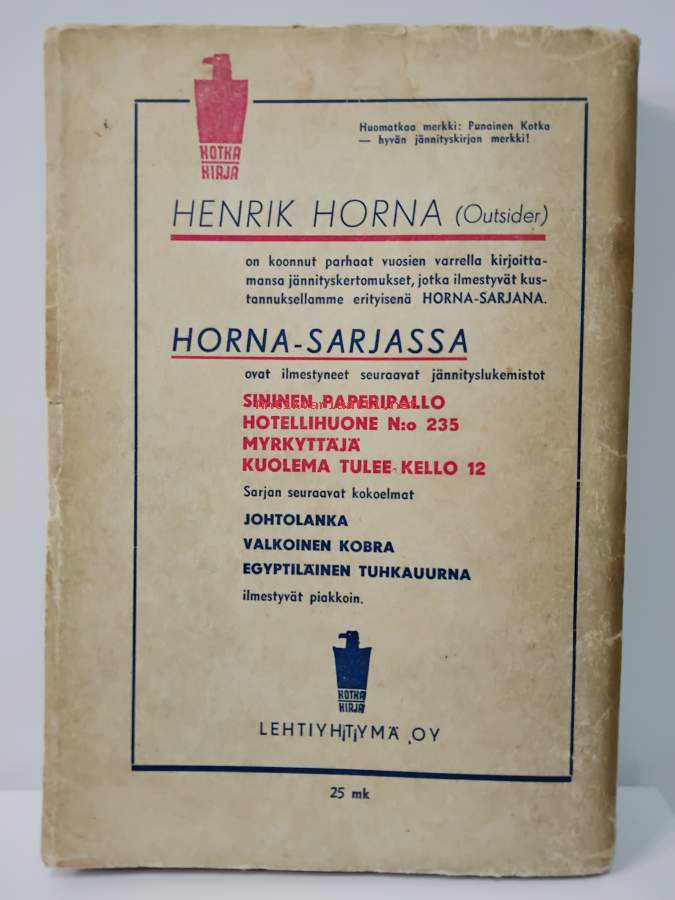 KOTKA
KIRJA
Huomatkaa merkki: Punainen Kotka
— hyvän jännityskirjan merkki!
HENRIK HORNA (Outsider)
on koonnut parhaat vuosien varrella kirjoitta-
mansa jännityskertomukset, jotka ilmestyvät kus-
tannuksellamme erityisenä HORNA-SARJANA.
HORNA-SARJASSA
ovat ilmestyneet seuraavat jännityslukemistot
SININEN PAPERIPALLO
HOTELLIHUONE N:o 235
MYRKYTTÄJÄ
KUOLEMA TULEE KELLO 12
Sarjan seuraavat kokoelmat
JOHTOLANKA
VALKOINEN KOBRA
EGYPTILÄINEN TUHKAUURNA
ilmestyvät piakkoin.
KOTKA
KIRJA
LEHTIYHTYMÄ OY
25 mk